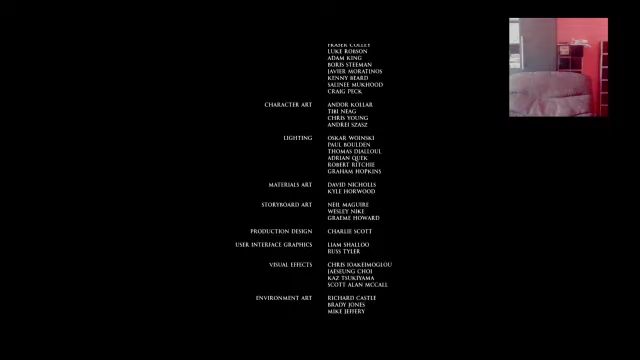 FRASER COLLEY
LUKE ROBSON
ADAM KING
BORIS STEEMAN
JAVIER MORATINOS
KENNY BEARD
SALINEE MUKHOOD
CRAIG PECK
CHARACTER ART ANDOR KOLLAR
TIBI NEAG
CHRIS YOUNG
ANDREI SZASZ
LIGHTING OSKAR WOINSKI
PAUL BOULDEN
THOMAS DJALLOUL
ADRIAN QUEK
ROBERT RITCHIE
GRAHAM HOPKINS
MATERIALS ART DAVID NICHOLLS
KYLE HORWOOD
STORYBOARD ART NEIL MAGUIRE
WESLEY NIKE
GRAEME HOWARD
PRODUCTION DESIGN CHARLIE SCOTT
USER INTERFACE GRAPHICS LIAM SHALLOO
RUSS TYLER
VISUAL EFFECTS CHRIS IOAKEIMOGLOU
JAESEUNG CHOI
KAZ TSUKIYAMA
SCOTT ALAN MCCALL
ENVIRONMENT ART RICHARD CASTLE
BRADY JONES
MIKE JEFFERY